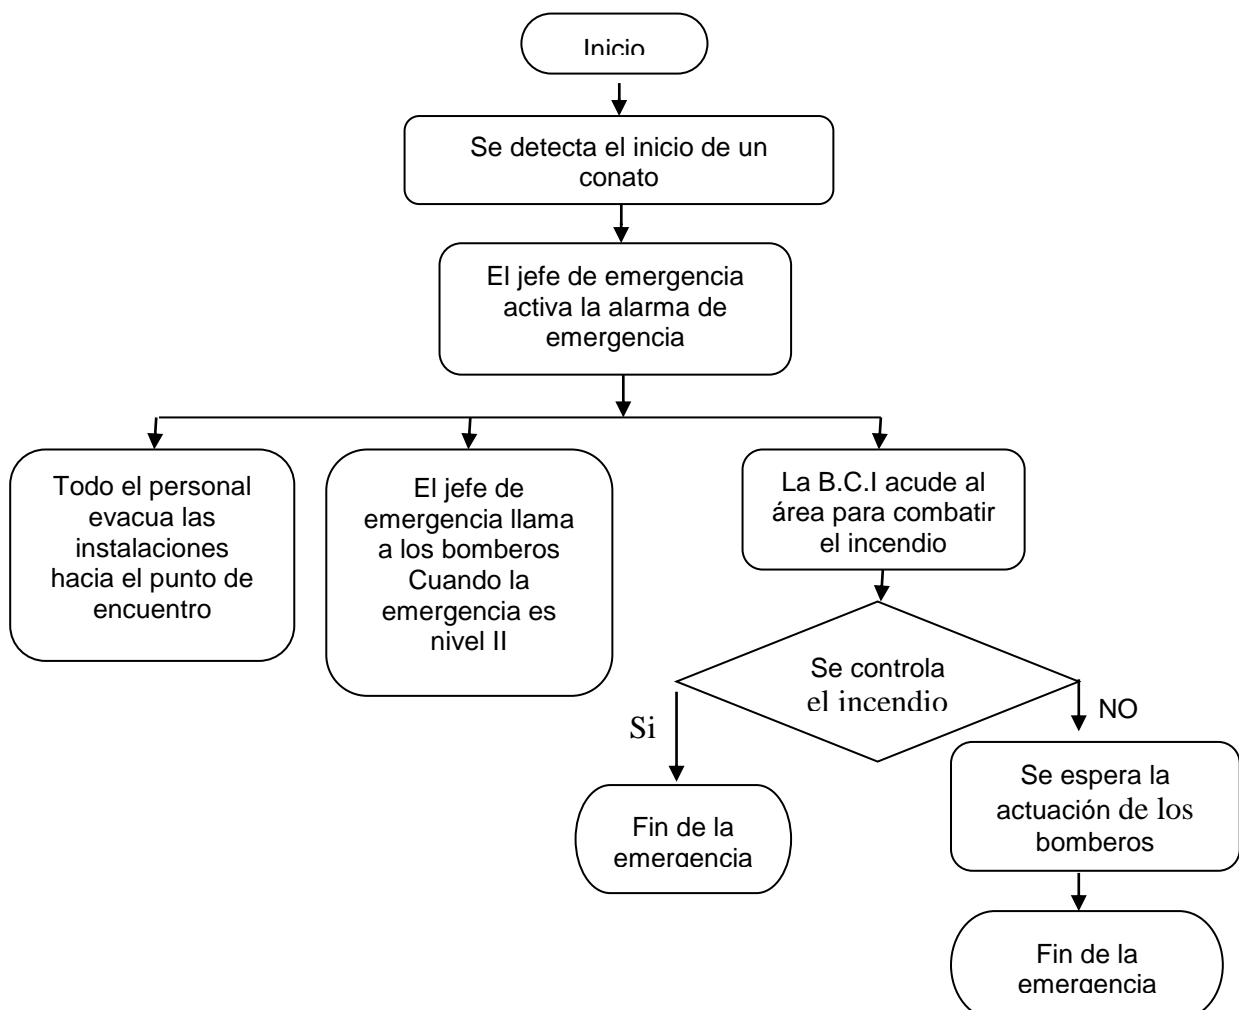 Inicio
Se detecta el inicio de un
conato
El jefe de emergencia
activa la alarma de
emergencia
Todo el personal
evacua las
instalaciones
hacia el punto de
encuentro
El jefe de
emergencia llama
a los bomberos
Cuando la
emergencia es
nivel II
La B.C.I acude al
área para combatir
el incendio
Se controla
el incendio
Si
NO
Fin de la
emergencia
Se espera la
actuación de los
bomberos
Fin de la
emergencia